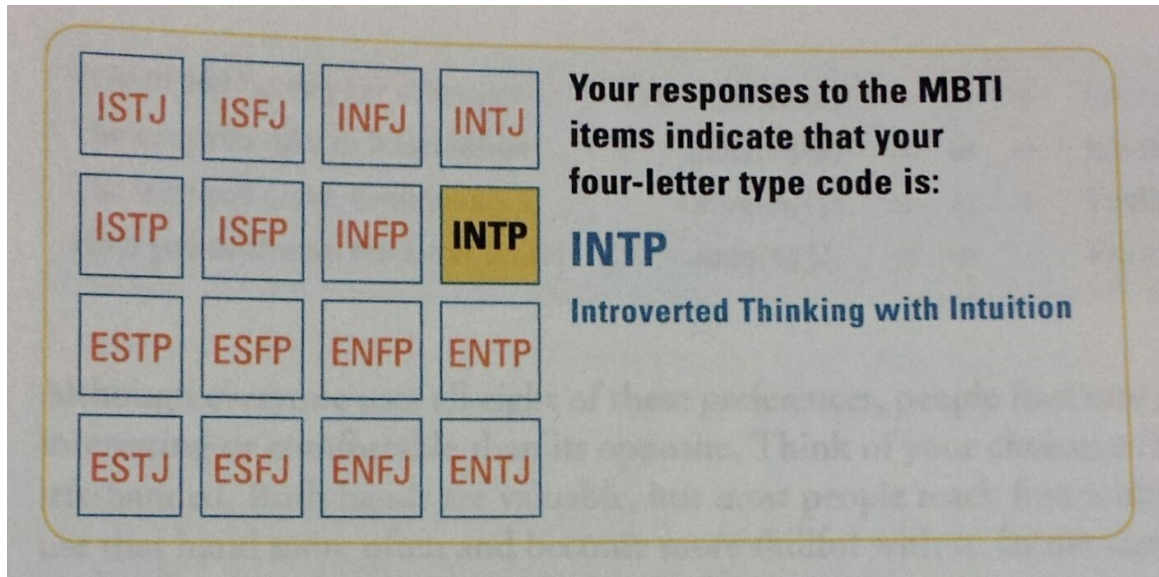 ISTJ ISFJ INFJ INTJ
ISTP ISFP INFP INTP
ESTP ESFP ENFP ENTP
ESTJ ESFJ ENFJ ENTJ
Your responses to the MBTI
items indicate that your
four-letter type code is:
INTP
Introverted Thinking with Intuition